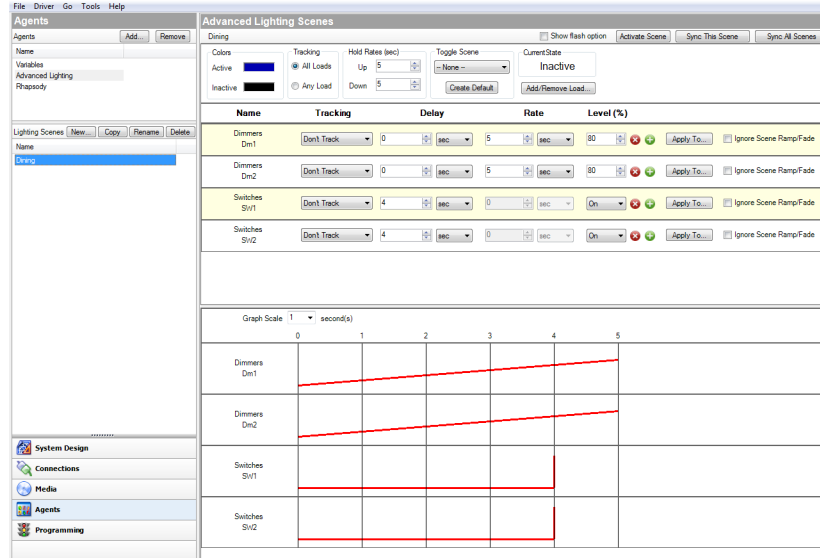 File Driver Go Tools Help
Agents
Agents Add... Remove
Name
Variables
Advanced Lighting
Rhapsody
Lighting Scenes New... Copy Rename Delete
Name
Dining
System Design
Connections
Media
Agents
Programming
Advanced Lighting Scenes
Dining Show flash option Activate Scene Sync This Scene Sync All Scenes
Colors Tracking Hold Rates (sec) Toggle Scene Current State
Active All Loads Up 5 -- None -- Inactive
Inactive Any Load Down 5 Create Default Add/Remove Load...
Name Tracking Delay Rate Level (%)
Dimmers
Dm1 Don't Track 0 sec 5 sec 80 Apply To... Ignore Scene Ramp/Fade
Dimmers
Dm2 Don't Track 0 sec 5 sec 80 Apply To... Ignore Scene Ramp/Fade
Switches
SW1 Don't Track 4 sec 0 sec On Apply To... Ignore Scene Ramp/Fade
Switches
SW2 Don't Track 4 sec 0 sec On Apply To... Ignore Scene Ramp/Fade
Graph Scale 1 second(s)
0 1 2 3 4 5
Dimmers
Dm1
Dimmers
Dm2
Switches
SW1
Switches
SW2